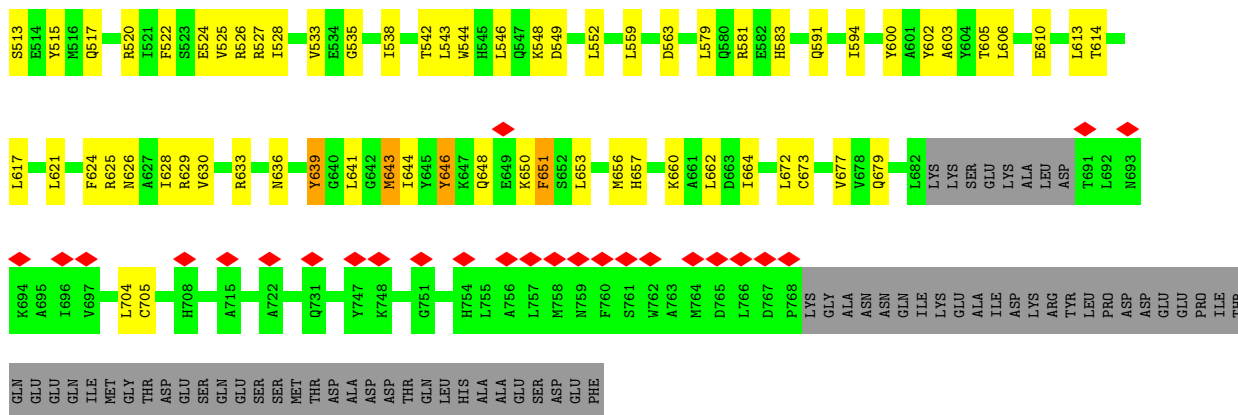 S513 E514 Y515 M516 Q517 R520 I521 F522 S523 E524 V525 R526 R527 I528 V533 E534 G535 I538 T542 L543 W544 H545 L546 Q547 K548 D549 L552 L559 D563 L579 Q580 R581 E582 H583 Q591 I594 Y600 A601 Y602 A603 Y604 T605 L606 E610 L613 T614
L617 L621 F624 R625 N626 A627 I628 R629 V630 R633 N636 Y639 G640 L641 G642 M643 I644 Y645 Y646 K647 Q648 E649 K650 F651 S652 L653 M656 H657 K660 A661 L662 D663 I664 L672 C673 V677 V678 Q679 L682 LYS LYS SER GLU LYS ALA LEU ASP T691 L692 N693
K694 A695 I696 V697 L704 C705 H708 A715 A722 Q731 Y747 K748 G751 H754 L755 A756 L757 M758 N759 F760 S761 W762 A763 M764 D765 L766 D767 P768 LYS GLY ALA ASN ASN GLN ILE LYS GLU ALA ILE ASP LYS ARG TYR LEU PRO ASP ASP GLU GLU PRO ILE THR
GLN GLU GLU GLN ILE MET GLY THR ASP GLU SER GLN GLU SER SER MET THR ASP ALA ASP ASP THR GLN LEU HIS ALA ALA GLU SER ASP GLU PHE